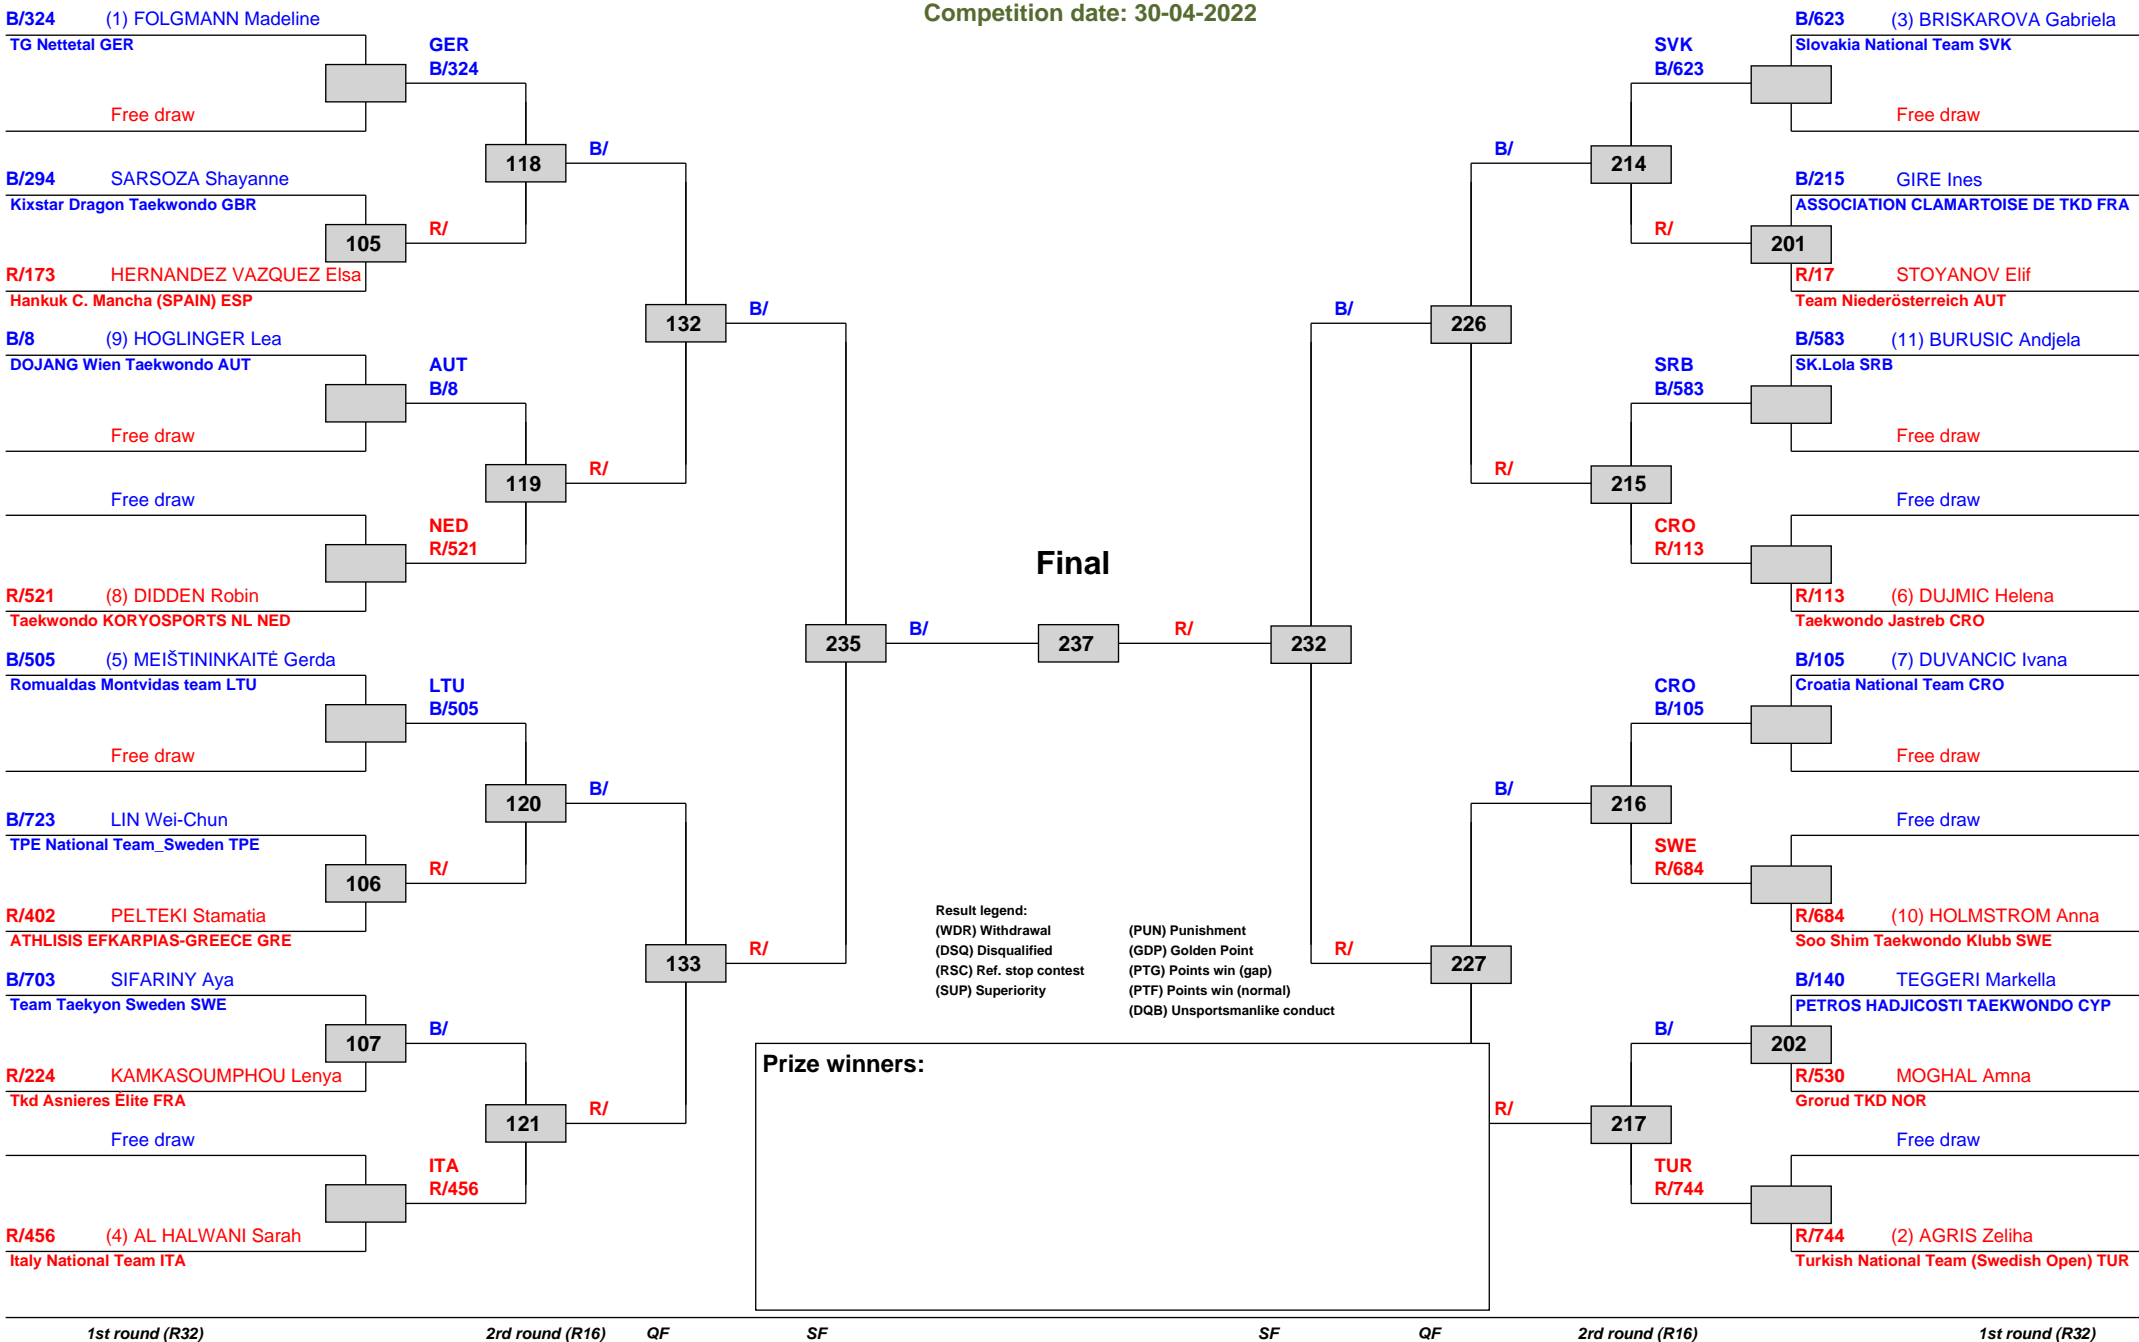 Competition date: 30-04-2022
B/324 (1) FOLGMANN Madeline
TG Nettetal GER
GER
B/324
Free draw
118
B/
B/294 SARSOZA Shayanne
Kixstar Dragon Taekwondo GBR
105
R/
R/173 HERNANDEZ VAZQUEZ Elsa
Hankuk C. Mancha (SPAIN) ESP
132
B/
B/8 (9) HOGLINGER Lea
DOJANG Wien Taekwondo AUT
AUT
B/8
Free draw
119
R/
Free draw
NED
R/521
R/521 (8) DIDDEN Robin
Taekwondo KORYOSPORTS NL NED
235
B/
B/505 (5) MEIŠTININKAITĖ Gerda
Romualdas Montvidas team LTU
LTU
B/505
Free draw
120
B/
B/723 LIN Wei-Chun
TPE National Team_Sweden TPE
106
R/
R/402 PELTEKI Stamatia
ATHLISIS EFKARPIAS-GREECE GRE
133
R/
B/703 SIFARINY Aya
Team Taekyon Sweden SWE
107
B/
R/224 KAMKASOUMPHOU Lenya
Tkd Asnieres Élite FRA
121
R/
Free draw
ITA
R/456
R/456 (4) AL HALWANI Sarah
Italy National Team ITA
Final
237
R/
232
B/623 (3) BRISKAROVA Gabriela
Slovakia National Team SVK
SVK
B/623
Free draw
B/
214
B/215 GIRE Ines
ASSOCIATION CLAMARTOISE DE TKD FRA
R/
201
R/17 STOYANOV Elif
Team Niederösterreich AUT
B/
226
B/583 (11) BURUSIC Andjela
SK.Lola SRB
SRB
B/583
Free draw
R/
215
Free draw
CRO
R/113
R/113 (6) DUJMIC Helena
Taekwondo Jastreb CRO
B/105 (7) DUVANCIC Ivana
Croatia National Team CRO
CRO
B/105
Free draw
B/
216
Free draw
SWE
R/684
R/684 (10) HOLMSTROM Anna
Soo Shim Taekwondo Klubb SWE
R/
227
B/140 TEGGERI Markella
PETROS HADJICOSTI TAEKWONDO CYP
B/
202
R/530 MOGHAL Amna
Grorud TKD NOR
R/
217
Free draw
TUR
R/744
R/744 (2) AGRIS Zeliha
Turkish National Team (Swedish Open) TUR
Result legend:
(WDR) Withdrawal (PUN) Punishment
(DSQ) Disqualified (GDP) Golden Point
(RSC) Ref. stop contest (PTG) Points win (gap)
(SUP) Superiority (PTF) Points win (normal)
(DQB) Unsportsmanlike conduct
Prize winners:
1st round (R32) 2rd round (R16) QF SF SF QF 2rd round (R16) 1st round (R32)